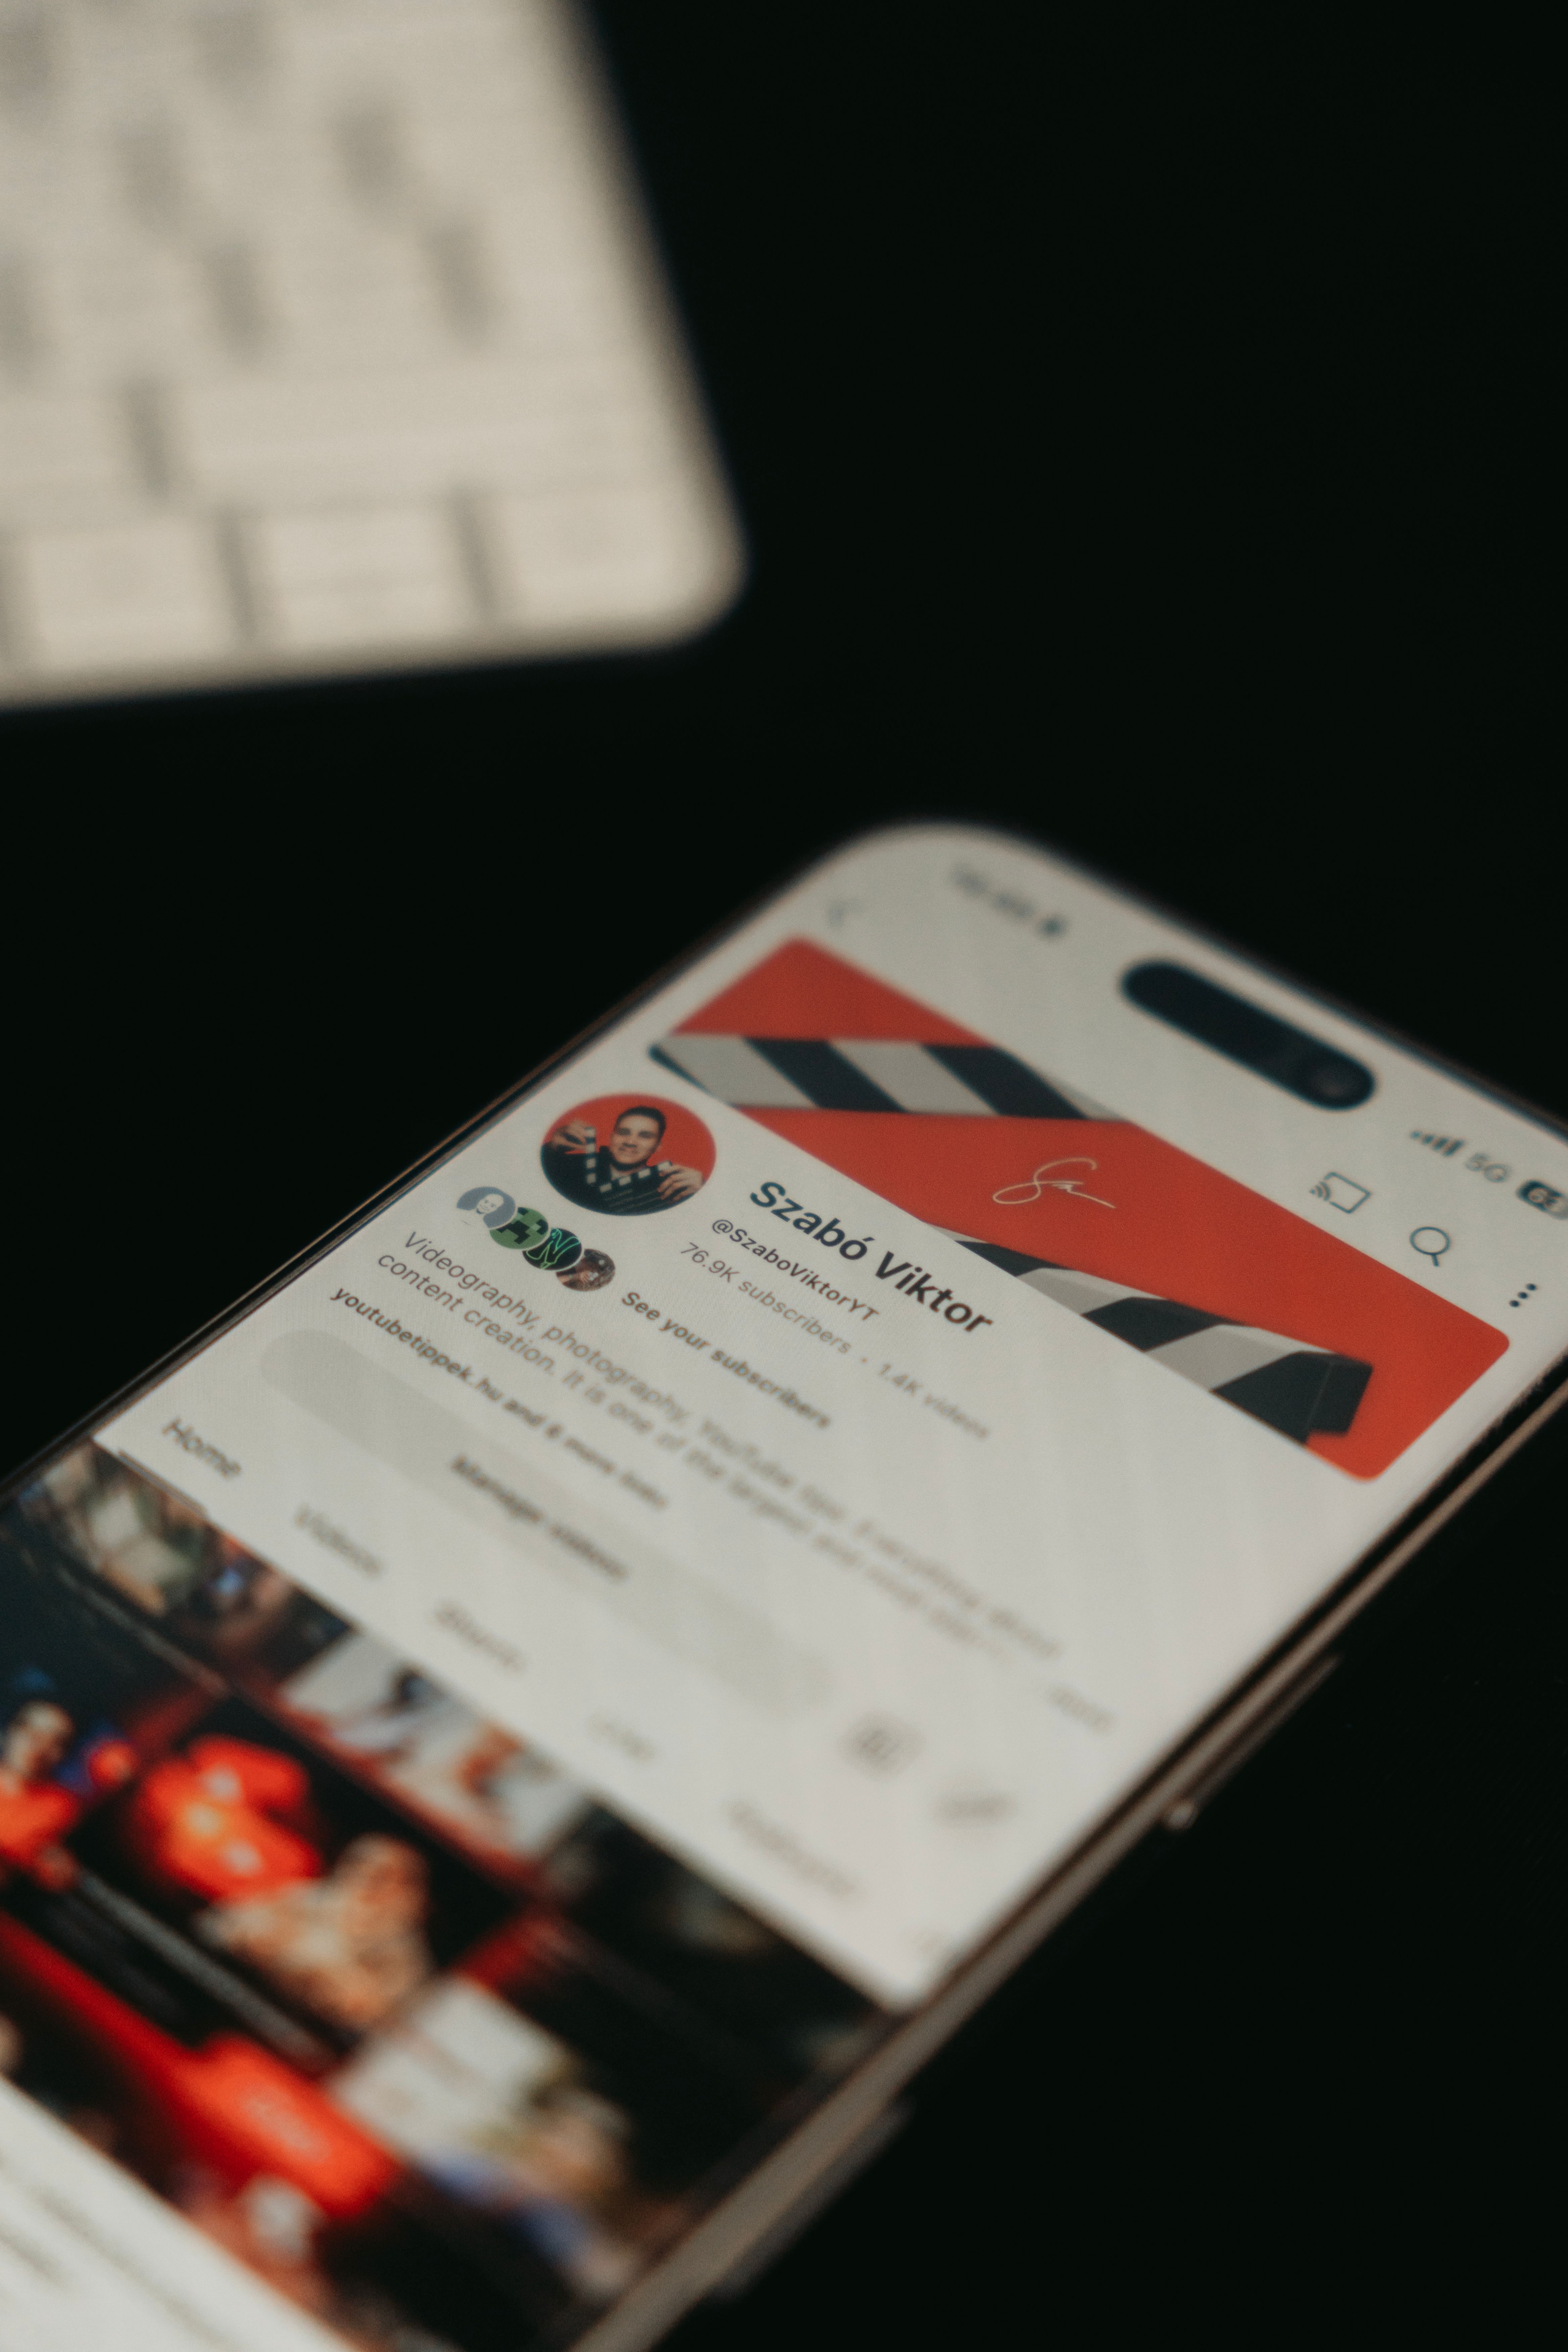 5G
Szabó Viktor
@SzaboViktorYT
76.9K subscribers · 1.4K videos
See your subscribers
Videography, photography, YouTube tips. Everything about
content creation. It is one of the largest and most
youtubetippek.hu and 6 more links
Manage videos
Home
Videos
Shorts